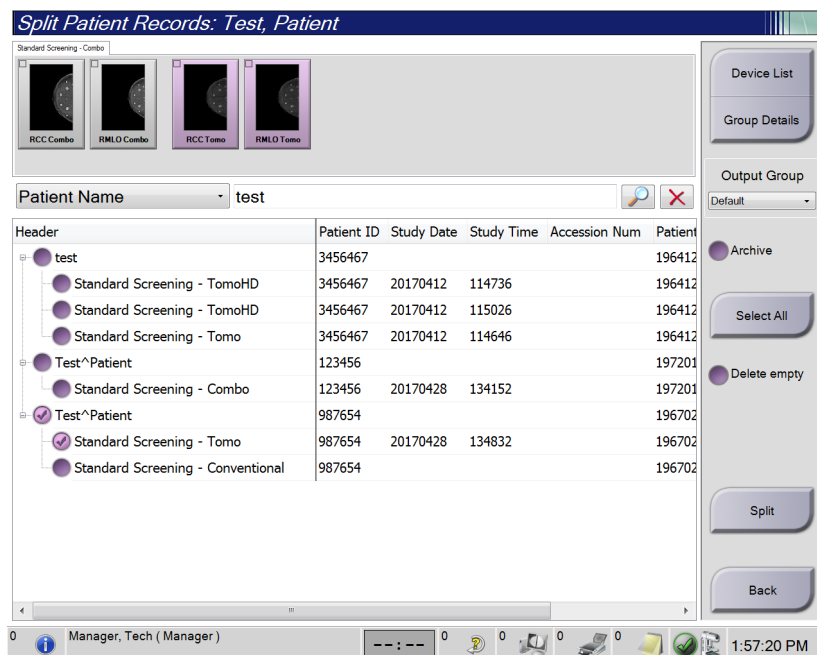 Split Patient Records: Test, Patient
Standard Screening - Combo
RCC Combo RMLO Combo RCC Tomo RMLO Tomo
Device List
Group Details
Output Group
Default
Patient Name test
Header Patient ID Study Date Study Time Accession Num Patient
test 3456467 196412
Standard Screening - TomoHD 3456467 20170412 114736 196412
Standard Screening - TomoHD 3456467 20170412 115026 196412
Standard Screening - Tomo 3456467 20170412 114646 196412
Test^Patient 123456 197201
Standard Screening - Combo 123456 20170428 134152 197201
Test^Patient 987654 196702
Standard Screening - Tomo 987654 20170428 134832 196702
Standard Screening - Conventional 987654 196702
Archive
Select All
Delete empty
Split
Back
0 Manager, Tech ( Manager ) --:-- 0 0 0 0 1:57:20 PM